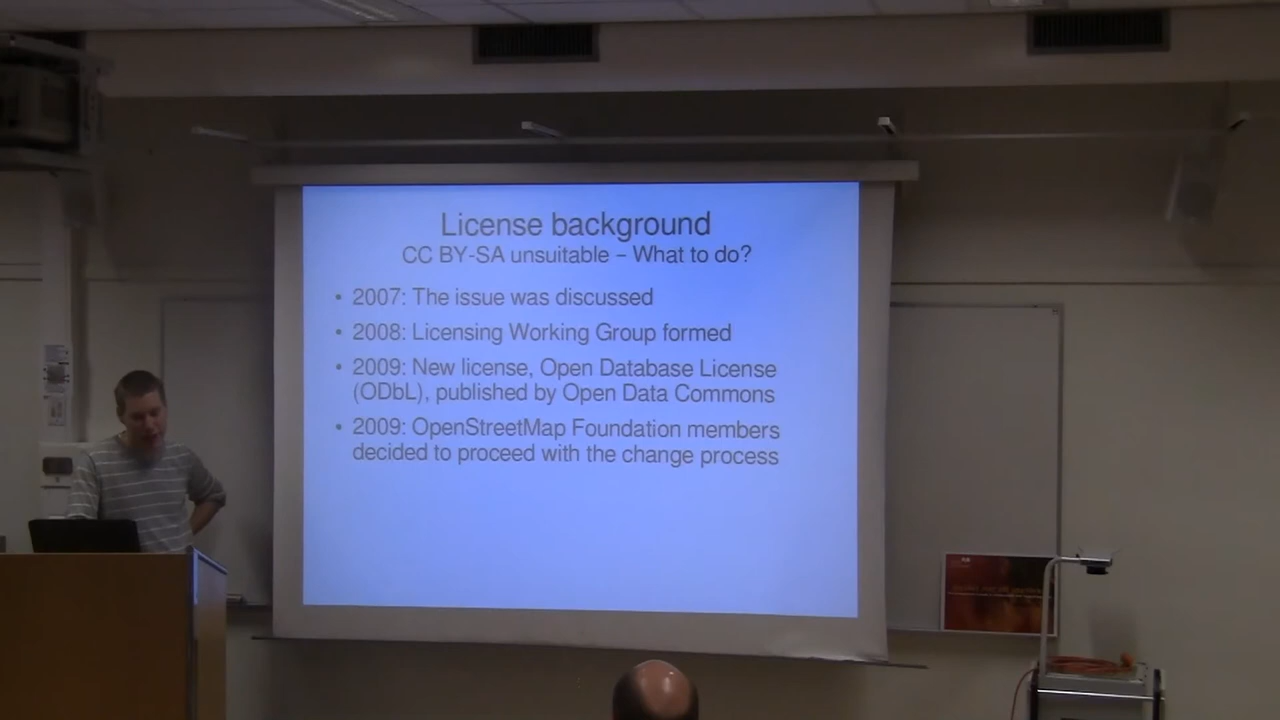 License background
CC BY-SA unsuitable – What to do?
• 2007: The issue was discussed
• 2008: Licensing Working Group formed
• 2009: New license, Open Database License
(ODbL), published by Open Data Commons
• 2009: OpenStreetMap Foundation members
decided to proceed with the change process